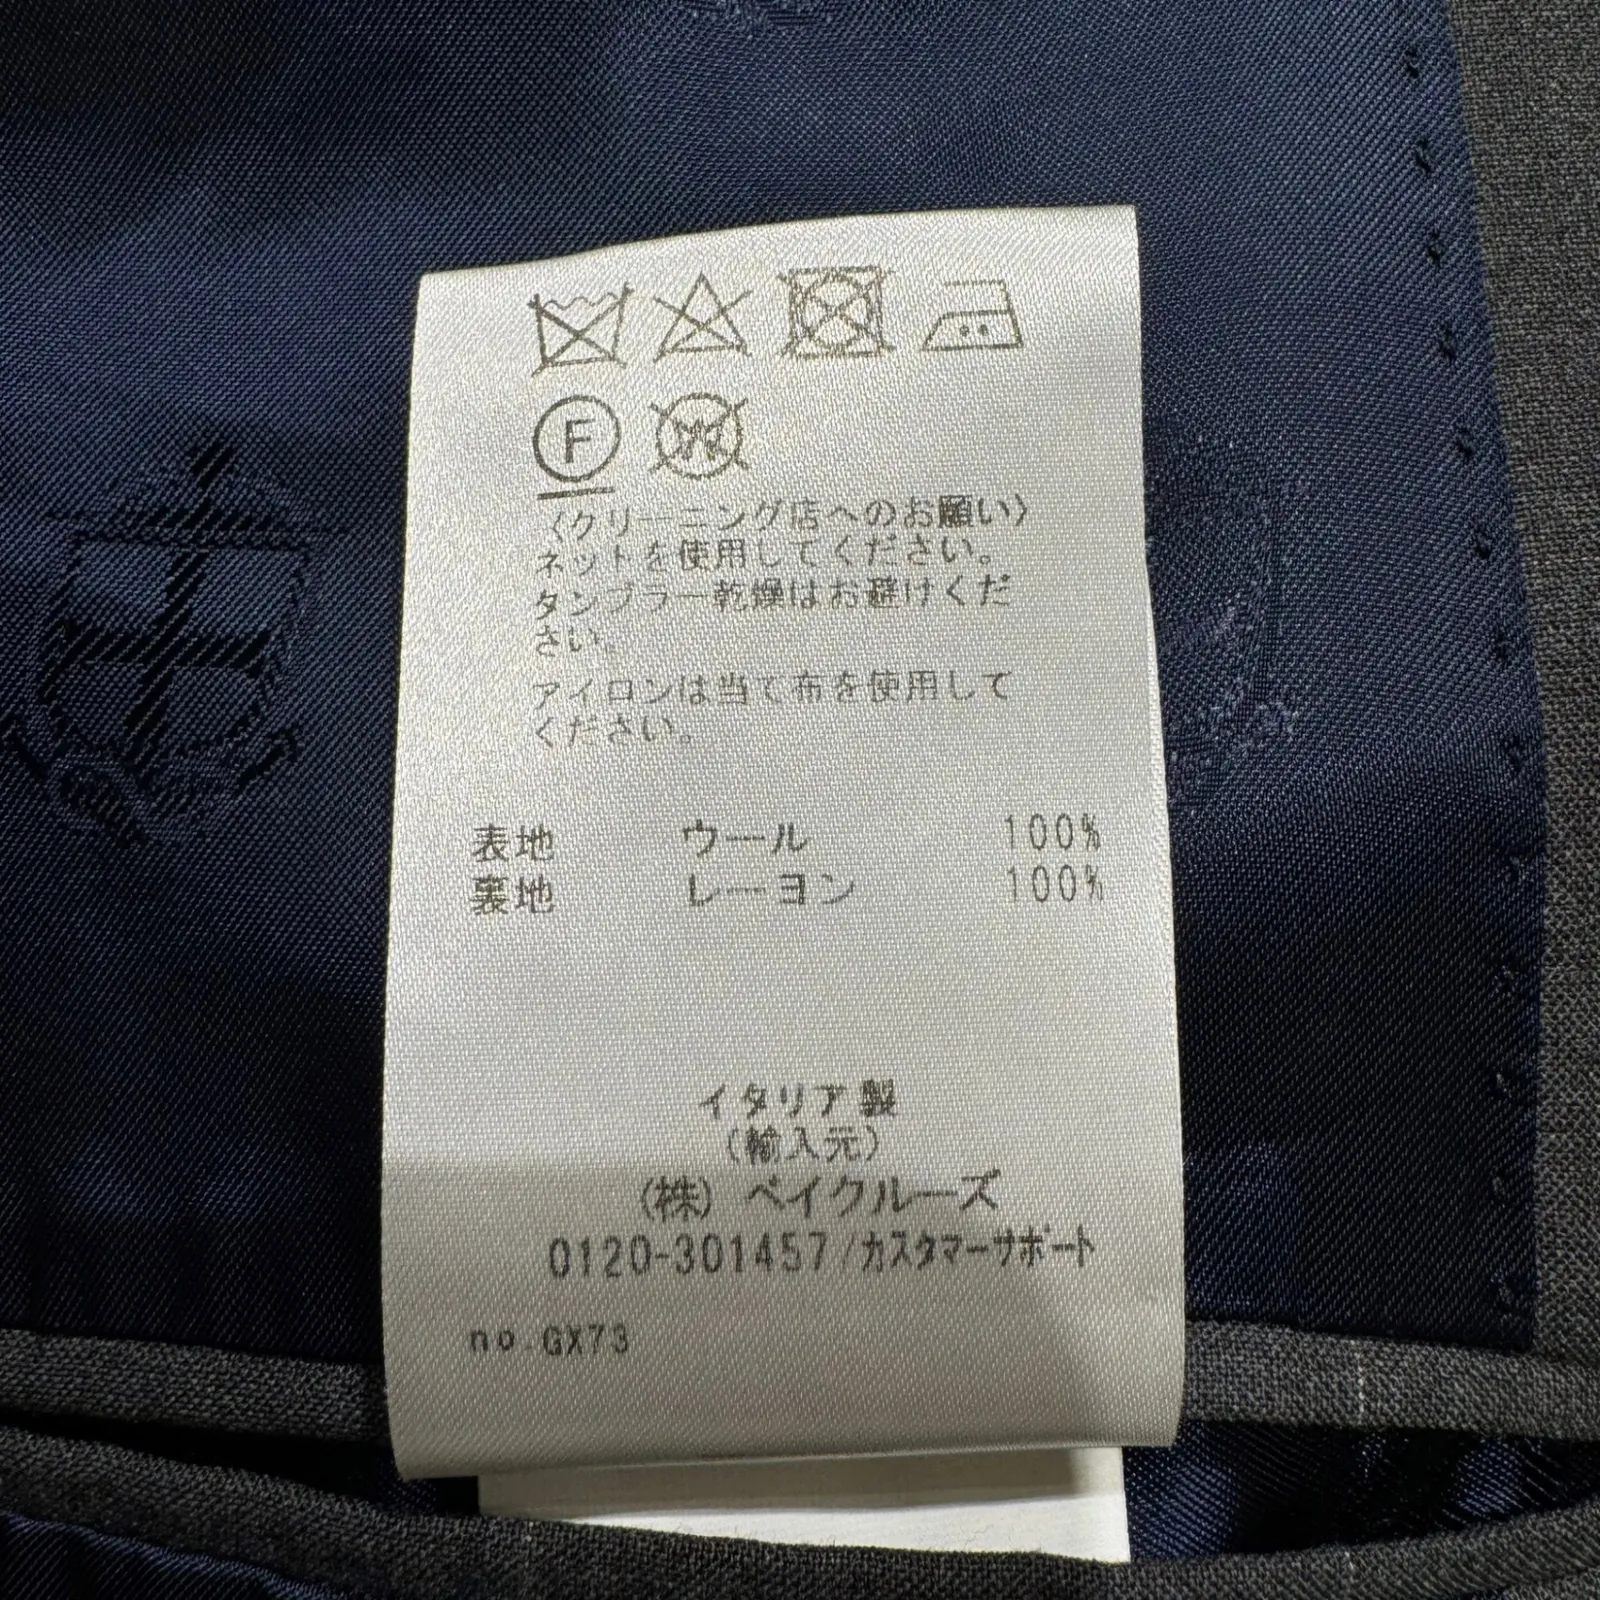 F W
〈クリーニング店へのお願い〉
ネットを使用してください。
タンブラー乾燥はお避けくだ
さい。
アイロンは当て布を使用して
ください。
表地 ウール 100%
裏地 レーヨン 100%
イタリア製
(輸入元)
(株) ベイクルーズ
0120-301457/カスタマーサポート
no.GX73